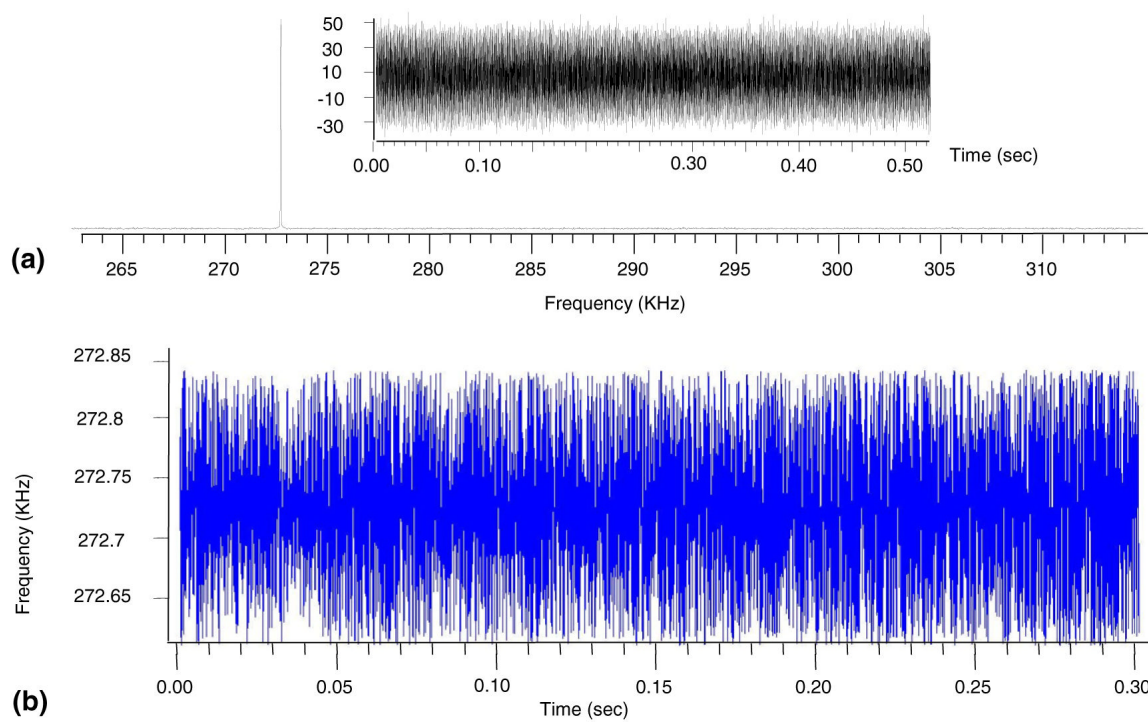 50
30
10
-10
-30
0.00 0.10 0.30 0.40 0.50
Time (sec)
(a)
265 270 275 280 285 290 295 300 305 310
Frequency (KHz)
272.85
272.8
272.75
272.7
272.65
Frequency (KHz)
0.00 0.05 0.10 0.15 0.20 0.25 0.30
(b)
Time (sec)